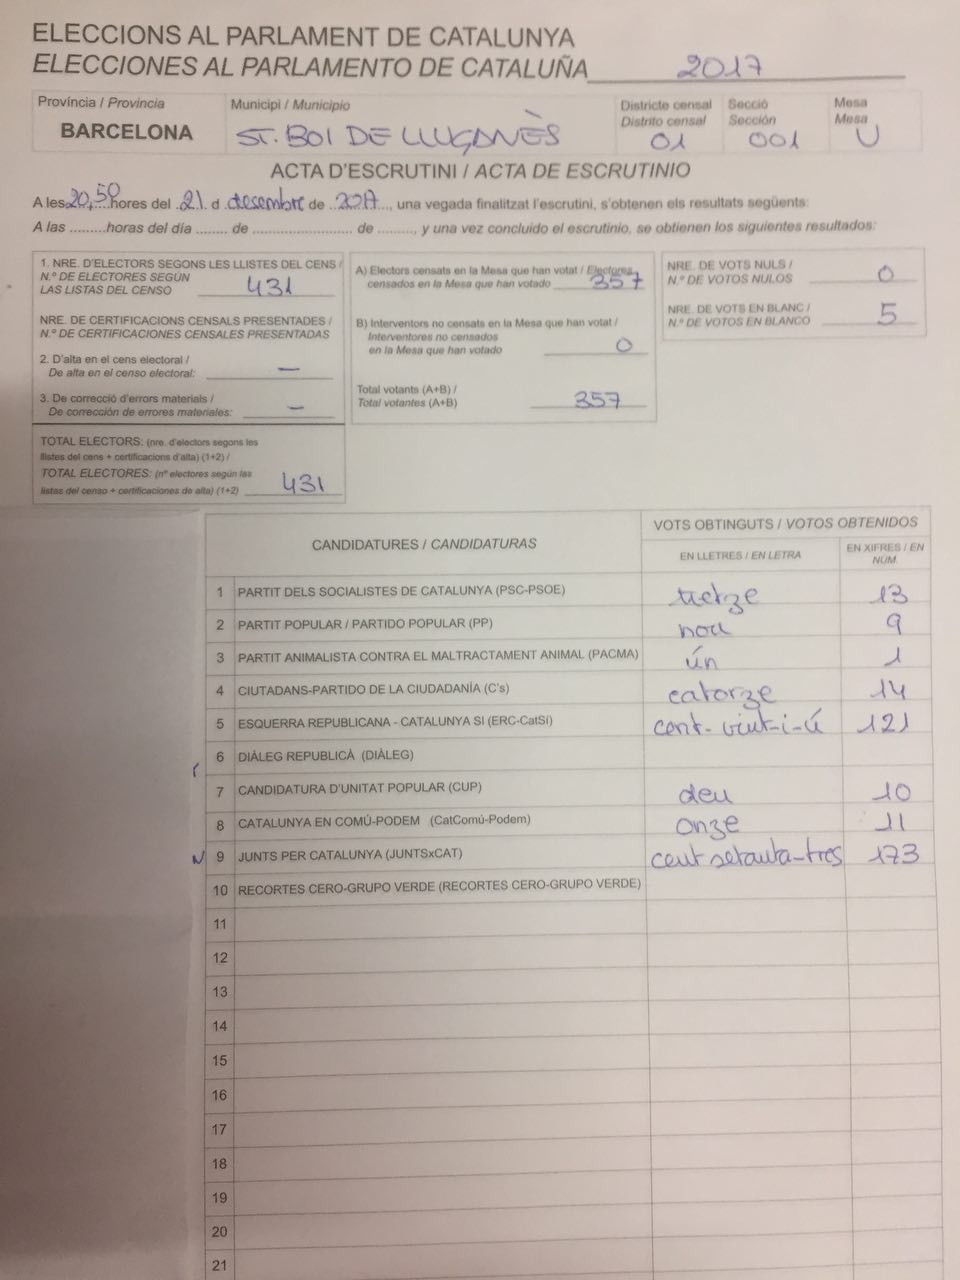 ELECCIONS AL PARLAMENT DE CATALUNYA
ELECCIONES AL PARLAMENTO DE CATALUÑA 2017
Província / Provincia
BARCELONA
Municipi / Municipio
ST. BOI DE LLUÇANÈS
Districte censal
Distrito censal
01
Secció
Sección
001
Mesa
Mesa
U
ACTA D'ESCRUTINI / ACTA DE ESCRUTINIO
A les 20,50 hores del 21 d desembre de 2017, una vegada finalitzat l'escrutini, s'obtenen els resultats següents:
A las ......... horas del día ........ de ......................... de ........., y una vez concluido el escrutinio, se obtienen los siguientes resultados:
1. NRE. D'ELECTORS SEGONS LES LLISTES DEL CENS /
N.º DE ELECTORES SEGÚN
LAS LISTAS DEL CENSO 431
NRE. DE CERTIFICACIONS CENSALS PRESENTADES /
N.º DE CERTIFICACIONES CENSALES PRESENTADAS
2. D'alta en el cens electoral /
De alta en el censo electoral: —
3. De correcció d'errors materials /
De corrección de errores materiales: —
TOTAL ELECTORS: (nre. d'electors segons les
llistes del cens + certificacions d'alta) (1+2) /
TOTAL ELECTORES: (nº electores según las
listas del censo + certificaciones de alta) (1+2) 431
A) Electors censats en la Mesa que han votat / Electores
censados en la Mesa que han votado 357
B) Interventors no censats en la Mesa que han votat /
Interventores no censados
en la Mesa que han votado 0
Total votants (A+B) /
Total votantes (A+B) 357
NRE. DE VOTS NULS /
N.º DE VOTOS NULOS 0
NRE. DE VOTS EN BLANC /
N.º DE VOTOS EN BLANCO 5
CANDIDATURES / CANDIDATURAS
VOTS OBTINGUTS / VOTOS OBTENIDOS
EN LLETRES / EN LETRA
EN XIFRES / EN
NÚM.
1 PARTIT DELS SOCIALISTES DE CATALUNYA (PSC-PSOE) tretze 13
2 PARTIT POPULAR / PARTIDO POPULAR (PP) nou 9
3 PARTIT ANIMALISTA CONTRA EL MALTRACTAMENT ANIMAL (PACMA) ún 1
4 CIUTADANS-PARTIDO DE LA CIUDADANÍA (C's) catorze 14
5 ESQUERRA REPUBLICANA - CATALUNYA SI (ERC-CatSI) cent-vint-i-ú 121
6 DIÀLEG REPUBLICÀ (DIÀLEG)
7 CANDIDATURA D'UNITAT POPULAR (CUP) deu 10
8 CATALUNYA EN COMÚ-PODEM (CatComú-Podem) onze 11
9 JUNTS PER CATALUNYA (JUNTSxCAT) cent setanta-tres 173
10 RECORTES CERO-GRUPO VERDE (RECORTES CERO-GRUPO VERDE)
11
12
13
14
15
16
17
18
19
20
21